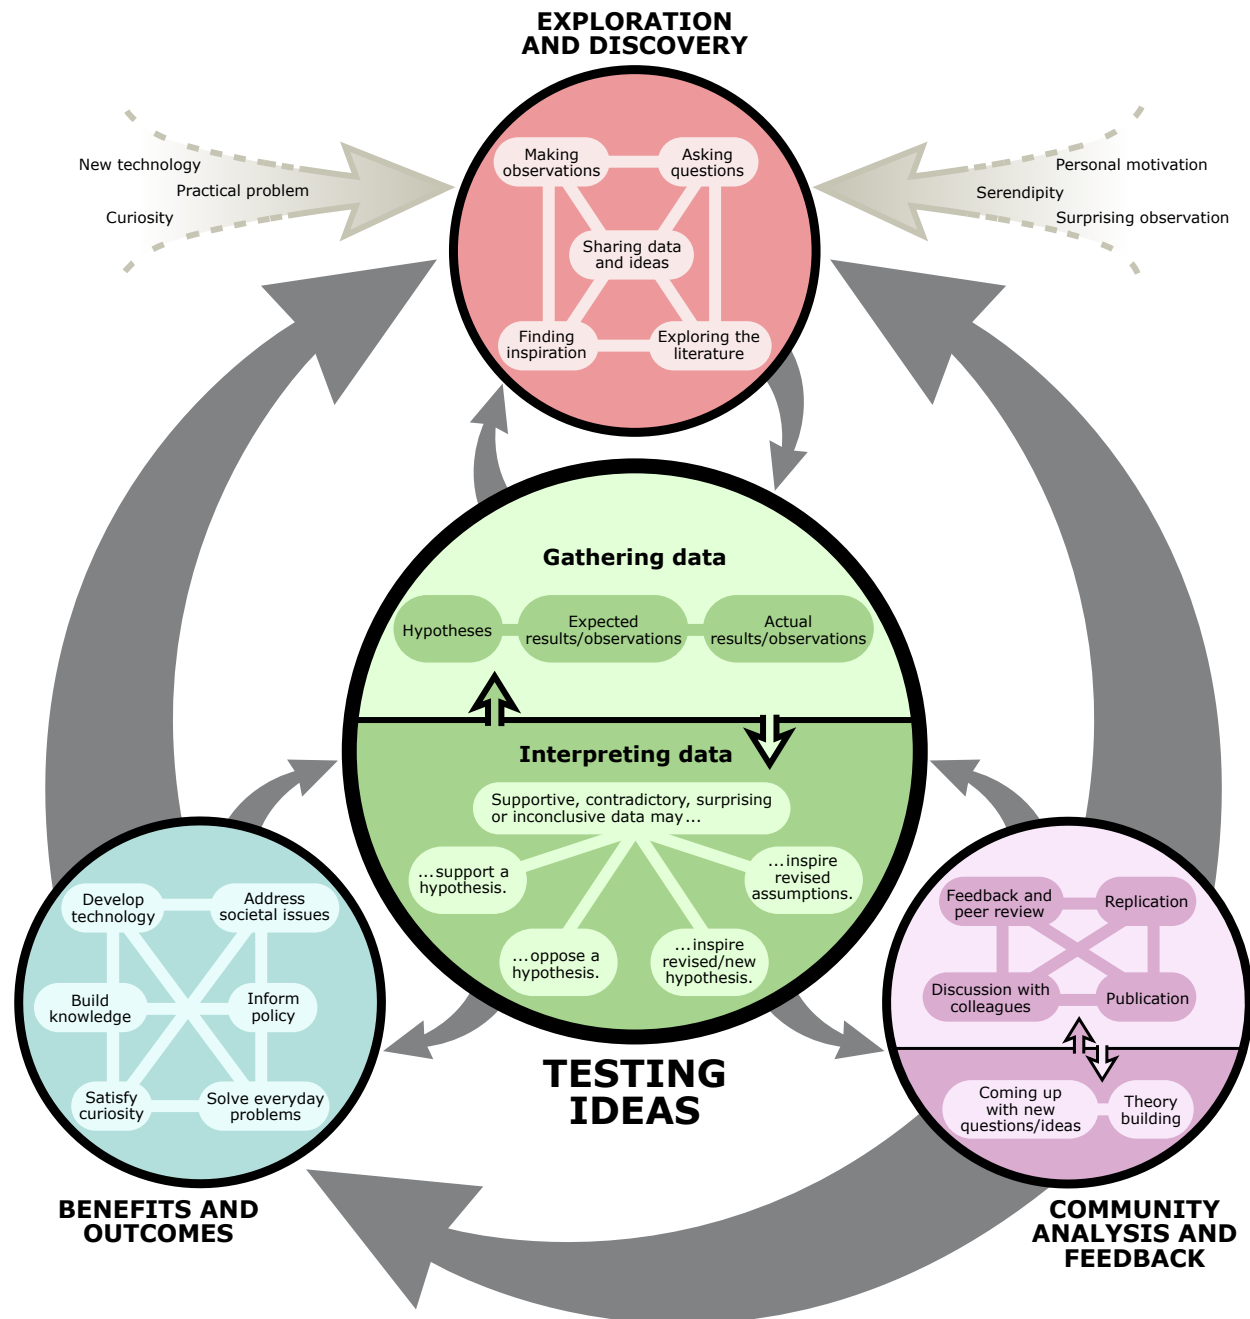 EXPLORATION
AND DISCOVERY
New technology
Practical problem
Curiosity
Personal motivation
Serendipity
Surprising observation
Making
observations
Asking
questions
Sharing data
and ideas
Finding
inspiration
Exploring the
literature
Gathering data
Hypotheses
Expected
results/observations
Actual
results/observations
Interpreting data
Supportive, contradictory, surprising
or inconclusive data may...
...support a
hypothesis.
...oppose a
hypothesis.
...inspire
revised/new
hypothesis.
...inspire
revised
assumptions.
TESTING
IDEAS
Develop
technology
Address
societal issues
Build
knowledge
Inform
policy
Satisfy
curiosity
Solve everyday
problems
BENEFITS AND
OUTCOMES
Feedback and
peer review
Replication
Discussion with
colleagues
Publication
Coming up
with new
questions/ideas
Theory
building
COMMUNITY
ANALYSIS AND
FEEDBACK